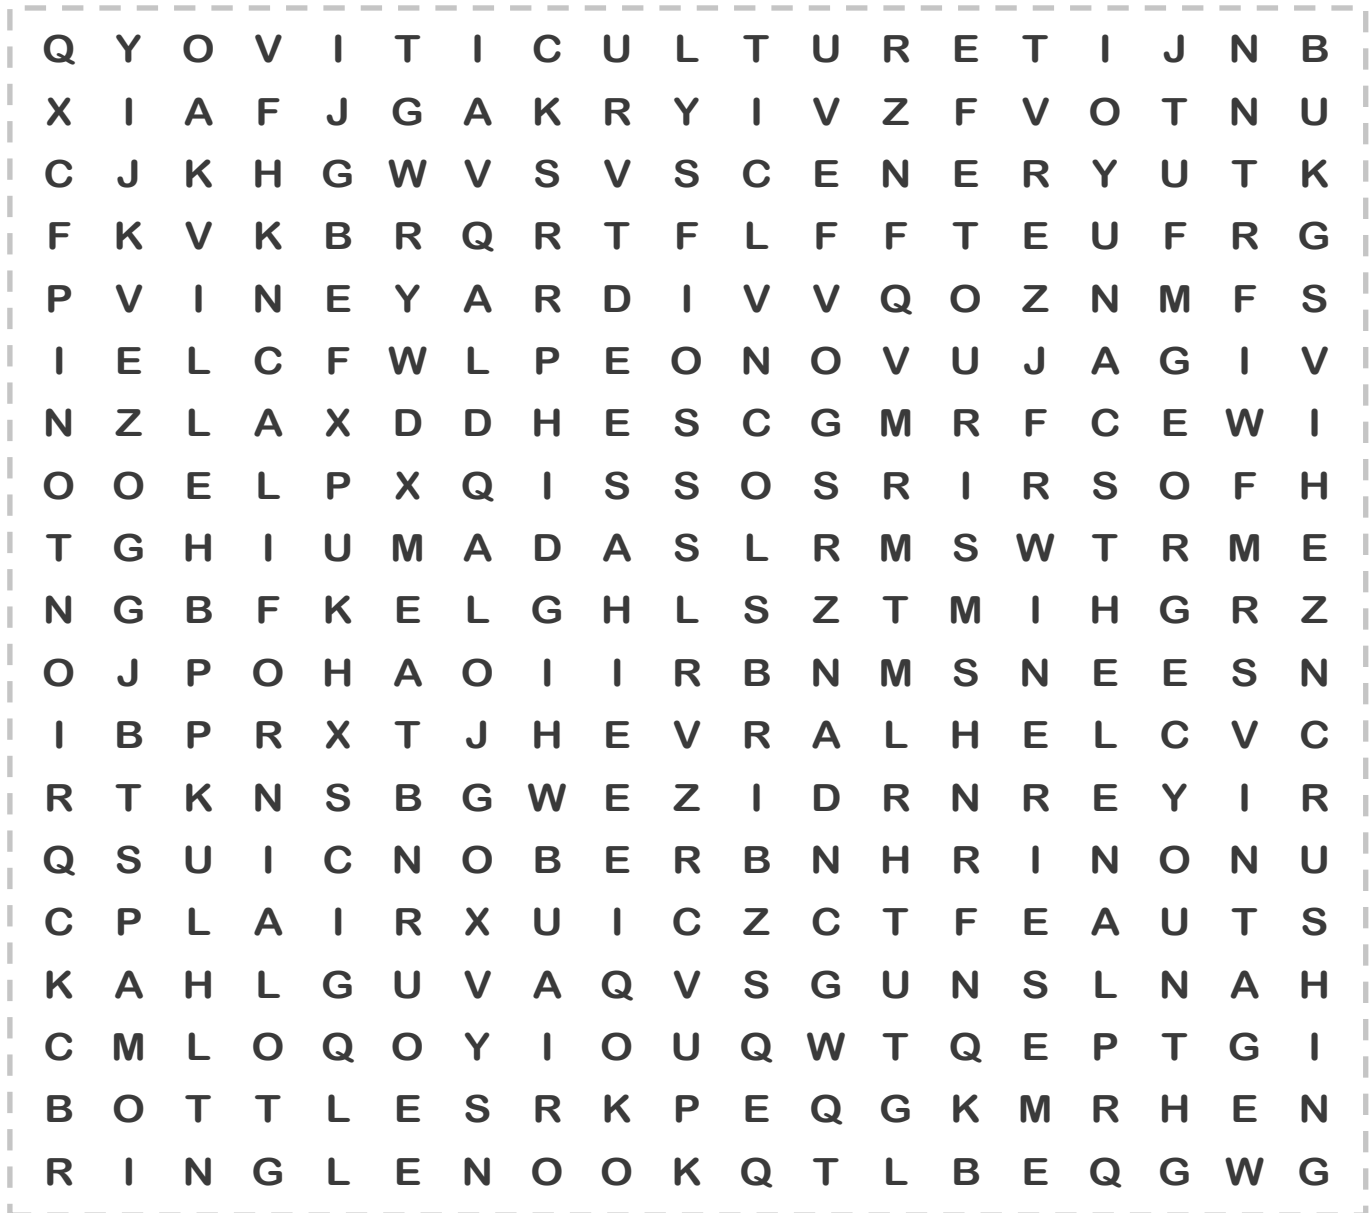 Q Y O V I T I C U L T U R E T I J N B
X I A F J G A K R Y I V Z F V O T N U
C J K H G W V S V S C E N E R Y U T K
F K V K B R Q R T F L F F T E U F R G
P V I N E Y A R D I V V Q O Z N M F S
I E L C F W L P E O N O V U J A G I V
N Z L A X D D H E S C G M R F C E W I
O O E L P X Q I S S O S R I R S O F H
T G H I U M A D A S L R M S W T R M E
N G B F K E L G H L S Z T M I H G R Z
O J P O H A O I I R B N M S N E E S N
I B P R X T J H E V R A L H E L C V C
R T K N S B G W E Z I D R N R E Y I R
Q S U I C N O B E R B N H R I N O N U
C P L A I R X U I C Z C T F E A U T S
K A H L G U V A Q V S G U N S L N A H
C M L O Q O Y I O U Q W T Q E P T G I
B O T T L E S R K P E Q G K M R H E N
R I N G L E N O O K Q T L B E Q G W G